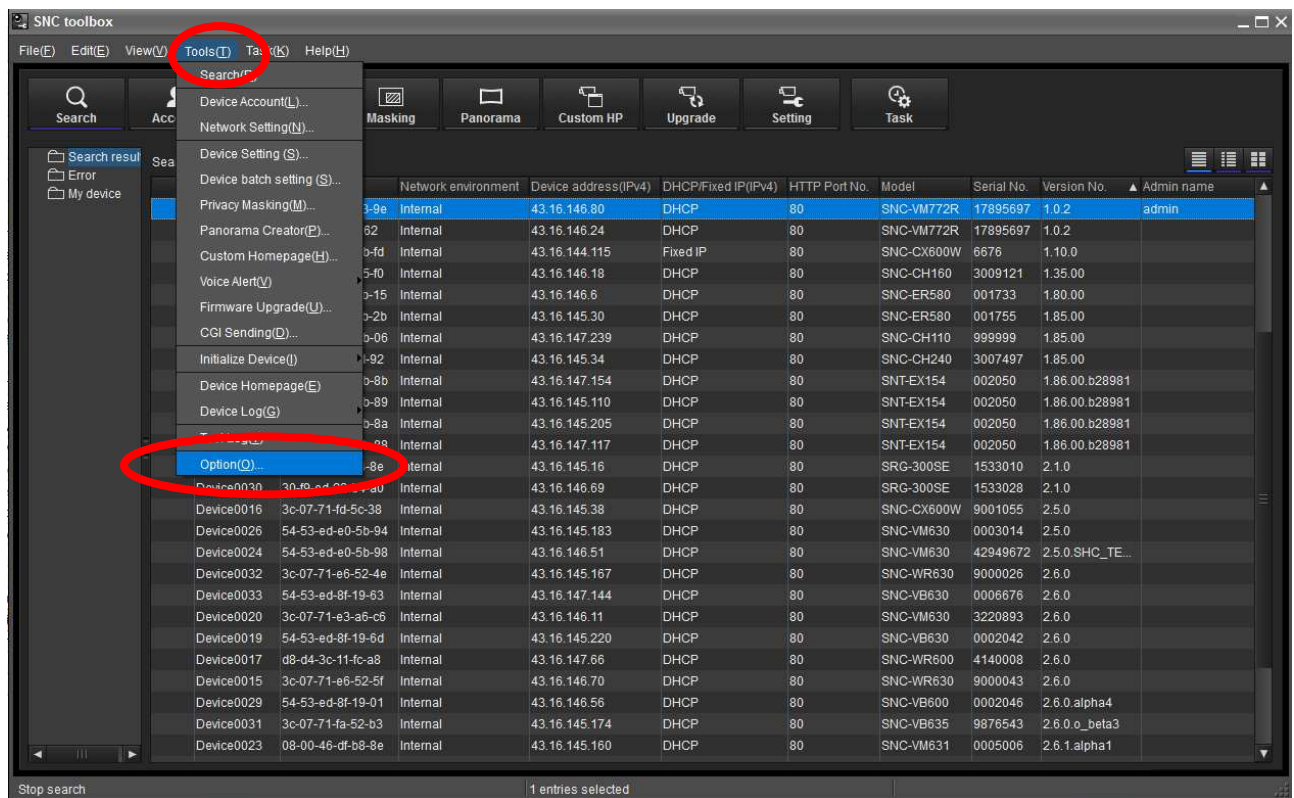 SNC toolbox
File(F) Edit(E) View(V) Tools(T) Task(K) Help(H)
Search Acc Masking Panorama Custom HP Upgrade Setting Task
Device Account(L)...
Network Setting(N)...
Device Setting (S)...
Device batch setting (S)...
Privacy Masking(M)...
Panorama Creator(P)...
Custom Homepage(H)...
Voice Alert(V)
Firmware Upgrade(U)...
CGI Sending(D)...
Initialize Device(I)
Device Homepage(E)
Device Log(G)
Option(O)...
Search resul
Error
My device
Sea
Network environment Device address(IPv4) DHCP/Fixed IP(IPv4) HTTP Port No. Model Serial No. Version No. ▲ Admin name
3-9e Internal 43.16.146.80 DHCP 80 SNC-VM772R 17895697 1.0.2 admin
62 Internal 43.16.146.24 DHCP 80 SNC-VM772R 17895697 1.0.2
b-fd Internal 43.16.144.115 Fixed IP 80 SNC-CX600W 6676 1.10.0
5-f0 Internal 43.16.146.18 DHCP 80 SNC-CH160 3009121 1.35.00
b-15 Internal 43.16.146.6 DHCP 80 SNC-ER580 001733 1.80.00
b-2b Internal 43.16.145.30 DHCP 80 SNC-ER580 001755 1.85.00
b-06 Internal 43.16.147.239 DHCP 80 SNC-CH110 999999 1.85.00
-92 Internal 43.16.145.34 DHCP 80 SNC-CH240 3007497 1.85.00
b-8b Internal 43.16.147.154 DHCP 80 SNT-EX154 002050 1.86.00.b28981
b-89 Internal 43.16.145.110 DHCP 80 SNT-EX154 002050 1.86.00.b28981
b-8a Internal 43.16.145.205 DHCP 80 SNT-EX154 002050 1.86.00.b28981
Internal 43.16.147.117 DHCP 80 SNT-EX154 002050 1.86.00.b28981
-8e Internal 43.16.145.16 DHCP 80 SRG-300SE 1533010 2.1.0
Device0030 Internal 43.16.146.69 DHCP 80 SRG-300SE 1533028 2.1.0
Device0016 3c-07-71-fd-5c-38 Internal 43.16.145.38 DHCP 80 SNC-CX600W 9001055 2.5.0
Device0026 54-53-ed-e0-5b-94 Internal 43.16.145.183 DHCP 80 SNC-VM630 0003014 2.5.0
Device0024 54-53-ed-e0-5b-98 Internal 43.16.146.51 DHCP 80 SNC-VM630 42949672 2.5.0.SHC_TE...
Device0032 3c-07-71-e6-52-4e Internal 43.16.145.167 DHCP 80 SNC-WR630 9000026 2.6.0
Device0033 54-53-ed-8f-19-63 Internal 43.16.147.144 DHCP 80 SNC-VB630 0006676 2.6.0
Device0020 3c-07-71-e3-a6-c6 Internal 43.16.146.11 DHCP 80 SNC-VM630 3220893 2.6.0
Device0019 54-53-ed-8f-19-6d Internal 43.16.145.220 DHCP 80 SNC-VB630 0002042 2.6.0
Device0017 d8-d4-3c-11-fc-a8 Internal 43.16.147.66 DHCP 80 SNC-WR600 4140008 2.6.0
Device0015 3c-07-71-e6-52-5f Internal 43.16.146.70 DHCP 80 SNC-WR630 9000043 2.6.0
Device0029 54-53-ed-8f-19-01 Internal 43.16.146.56 DHCP 80 SNC-VB600 0002046 2.6.0.alpha4
Device0031 3c-07-71-fa-52-b3 Internal 43.16.145.174 DHCP 80 SNC-VB635 9876543 2.6.0.o_beta3
Device0023 08-00-46-df-b8-8e Internal 43.16.145.160 DHCP 80 SNC-VM631 0005006 2.6.1.alpha1
Stop search 1 entries selected